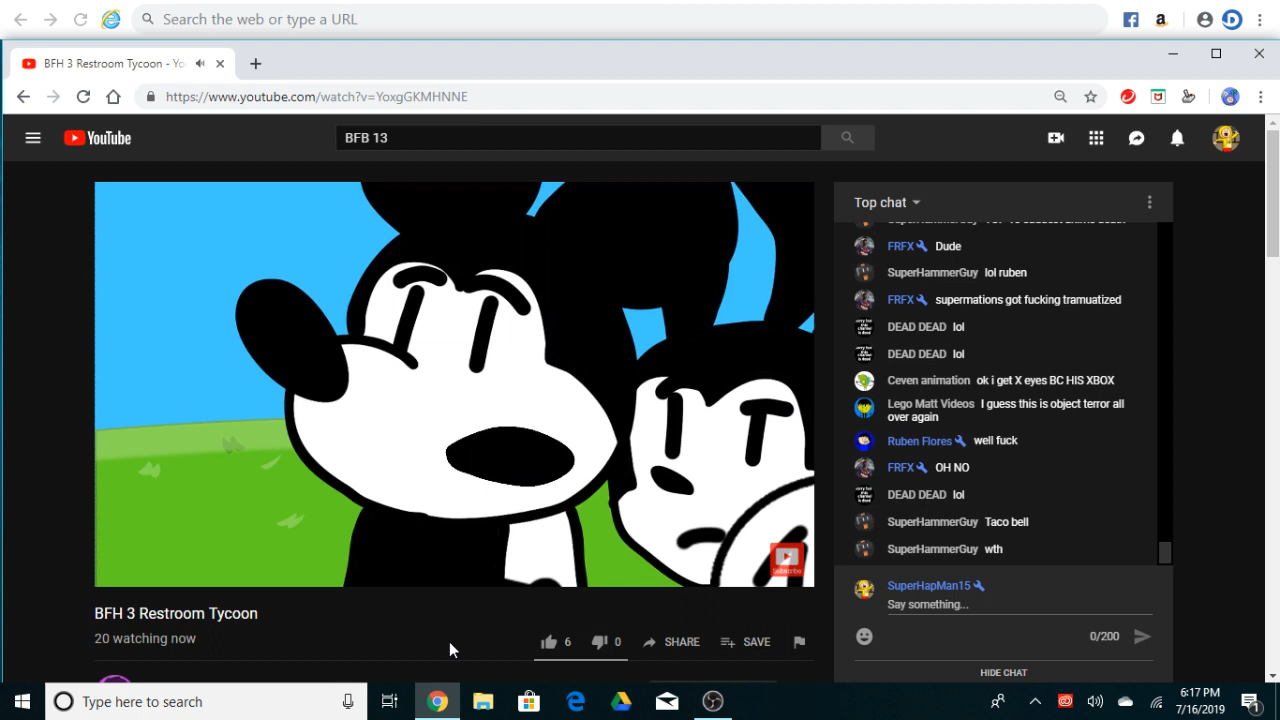 Search the web or type a URL
BFH 3 Restroom Tycoon - Yo
https://www.youtube.com/watch?v=YoxgGKMHNNE
YouTube
BFB 13
Top chat
FRFX Dude
SuperHammerGuy lol ruben
FRFX supermations got fucking tramuatized
DEAD DEAD lol
DEAD DEAD lol
Ceven animation ok i get X eyes BC HIS XBOX
Lego Matt Videos I guess this is object terror all
over again
Ruben Flores well fuck
FRFX OH NO
DEAD DEAD lol
SuperHammerGuy Taco bell
SuperHammerGuy wth
Subscribe
SuperHapMan15
Say something...
0/200
HIDE CHAT
BFH 3 Restroom Tycoon
20 watching now
6 0 SHARE SAVE
Type here to search
6:17 PM
7/16/2019